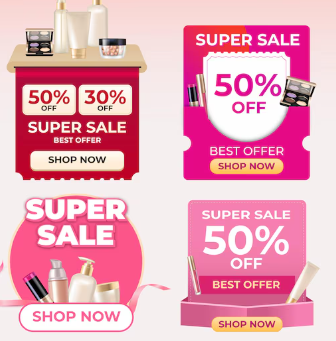 50% 30%
OFF OFF
SUPER SALE
BEST OFFER
SHOP NOW
SUPER SALE
50%
OFF
BEST OFFER
SHOP NOW
SUPER
SALE
SHOP NOW
SUPER SALE
50%
OFF
BEST OFFER
SHOP NOW